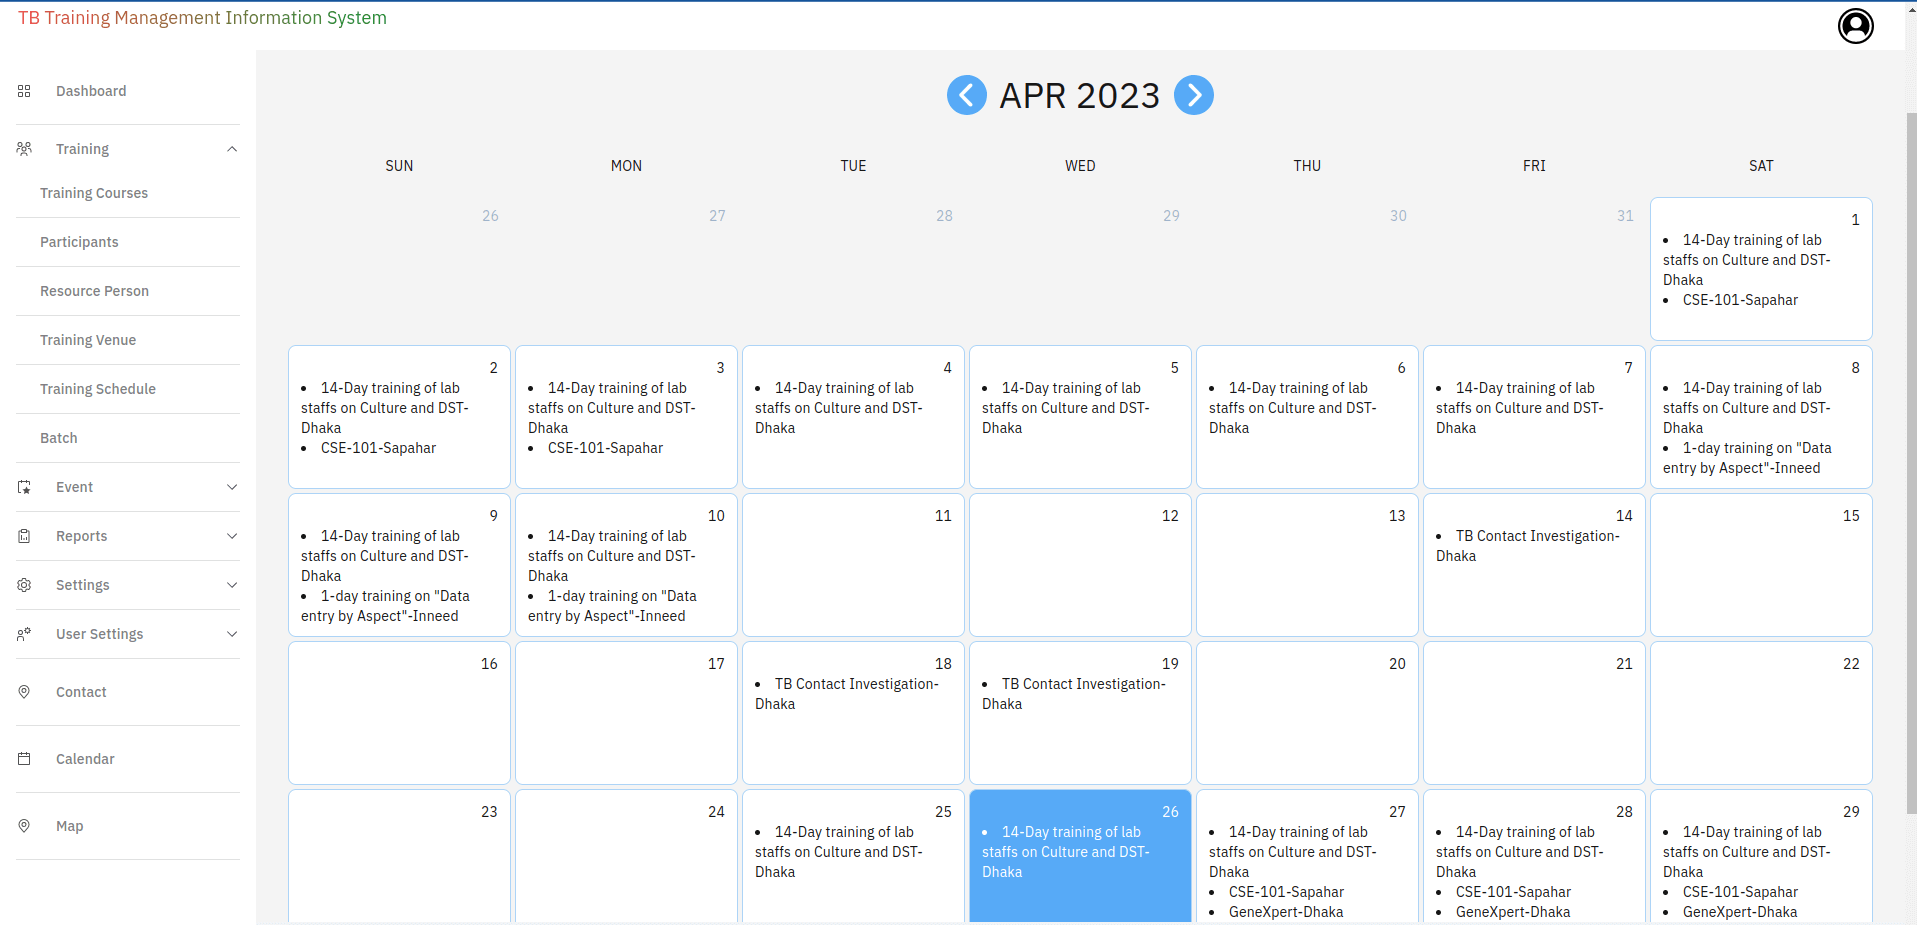 TB Training Management Information System
Dashboard
Training
Training Courses
Participants
Resource Person
Training Venue
Training Schedule
Batch
Event
Reports
Settings
User Settings
Contact
Calendar
Map
APR 2023
SUN MON TUE WED THU FRI SAT
26 27 28 29 30 31 1
14-Day training of lab
staffs on Culture and DST-
Dhaka
CSE-101-Sapahar
2
14-Day training of lab
staffs on Culture and DST-
Dhaka
CSE-101-Sapahar
3
14-Day training of lab
staffs on Culture and DST-
Dhaka
CSE-101-Sapahar
4
14-Day training of lab
staffs on Culture and DST-
Dhaka
5
14-Day training of lab
staffs on Culture and DST-
Dhaka
6
14-Day training of lab
staffs on Culture and DST-
Dhaka
7
14-Day training of lab
staffs on Culture and DST-
Dhaka
8
14-Day training of lab
staffs on Culture and DST-
Dhaka
1-day training on "Data
entry by Aspect"-Inneed
9
14-Day training of lab
staffs on Culture and DST-
Dhaka
1-day training on "Data
entry by Aspect"-Inneed
10
14-Day training of lab
staffs on Culture and DST-
Dhaka
1-day training on "Data
entry by Aspect"-Inneed
11
12
13
14
TB Contact Investigation-
Dhaka
15
16
17
18
TB Contact Investigation-
Dhaka
19
TB Contact Investigation-
Dhaka
20
21
22
23
24
25
14-Day training of lab
staffs on Culture and DST-
Dhaka
26
14-Day training of lab
staffs on Culture and DST-
Dhaka
27
14-Day training of lab
staffs on Culture and DST-
Dhaka
CSE-101-Sapahar
GeneXpert-Dhaka
28
14-Day training of lab
staffs on Culture and DST-
Dhaka
CSE-101-Sapahar
GeneXpert-Dhaka
29
14-Day training of lab
staffs on Culture and DST-
Dhaka
CSE-101-Sapahar
GeneXpert-Dhaka